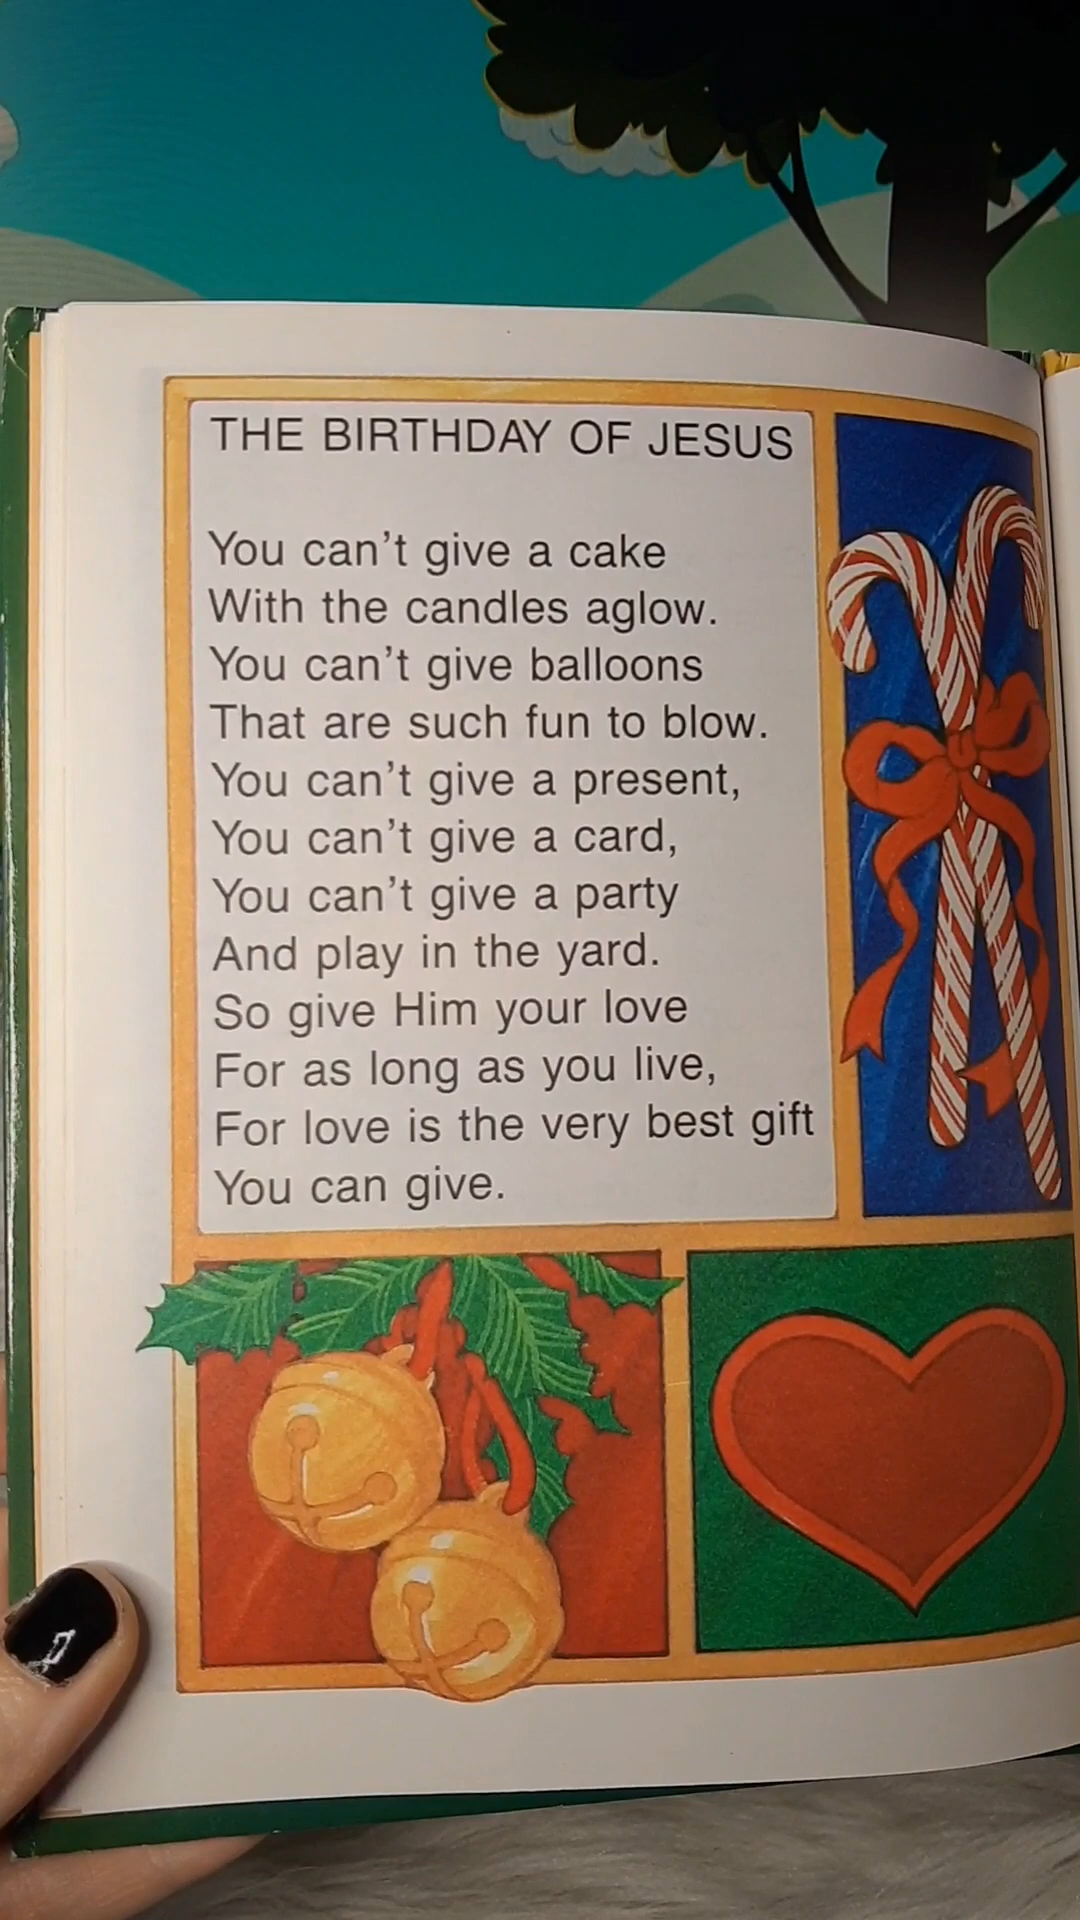 THE BIRTHDAY OF JESUS
You can't give a cake
With the candles aglow.
You can't give balloons
That are such fun to blow.
You can't give a present,
You can't give a card,
You can't give a party
And play in the yard.
So give Him your love
For as long as you live,
For love is the very best gift
You can give.